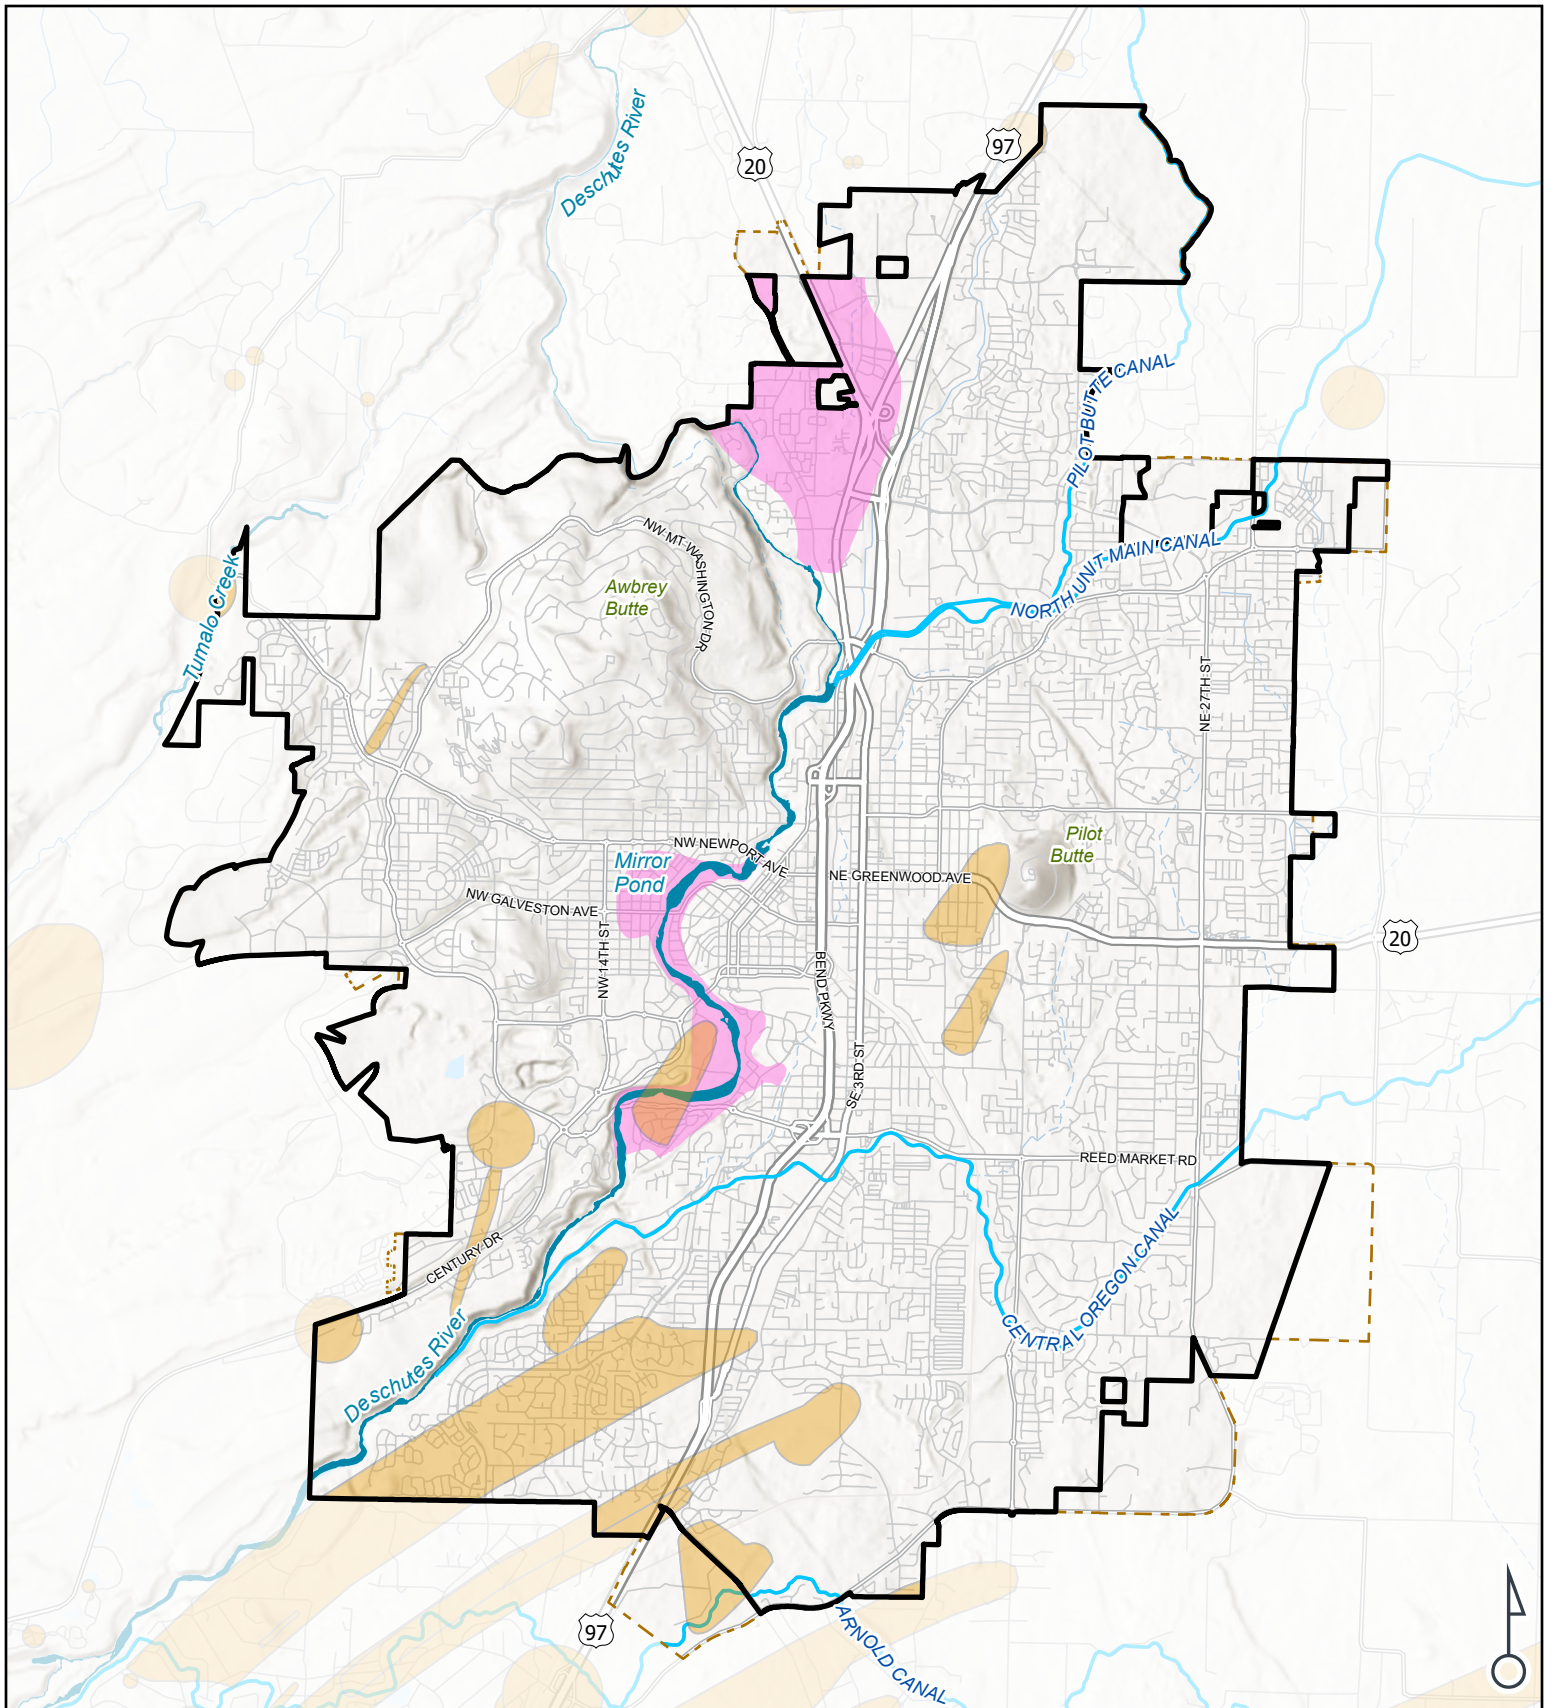 Deschutes River
20
97
Tumalo Creek
NW MT WASHINGTON DR
Awbrey
Butte
PILOT BUTTE CANAL
NORTH UNIT MAIN CANAL
NE 27TH ST
Pilot
Butte
NW NEWPORT AVE
Mirror
Pond
NE GREENWOOD AVE
NW GALVESTON AVE
NW 14TH ST
20
BEND PKWY
SE 3RD ST
REED MARKET RD
CENTURY DR
CENTRAL OREGON CANAL
Deschutes River
97
ARNOLD CANAL